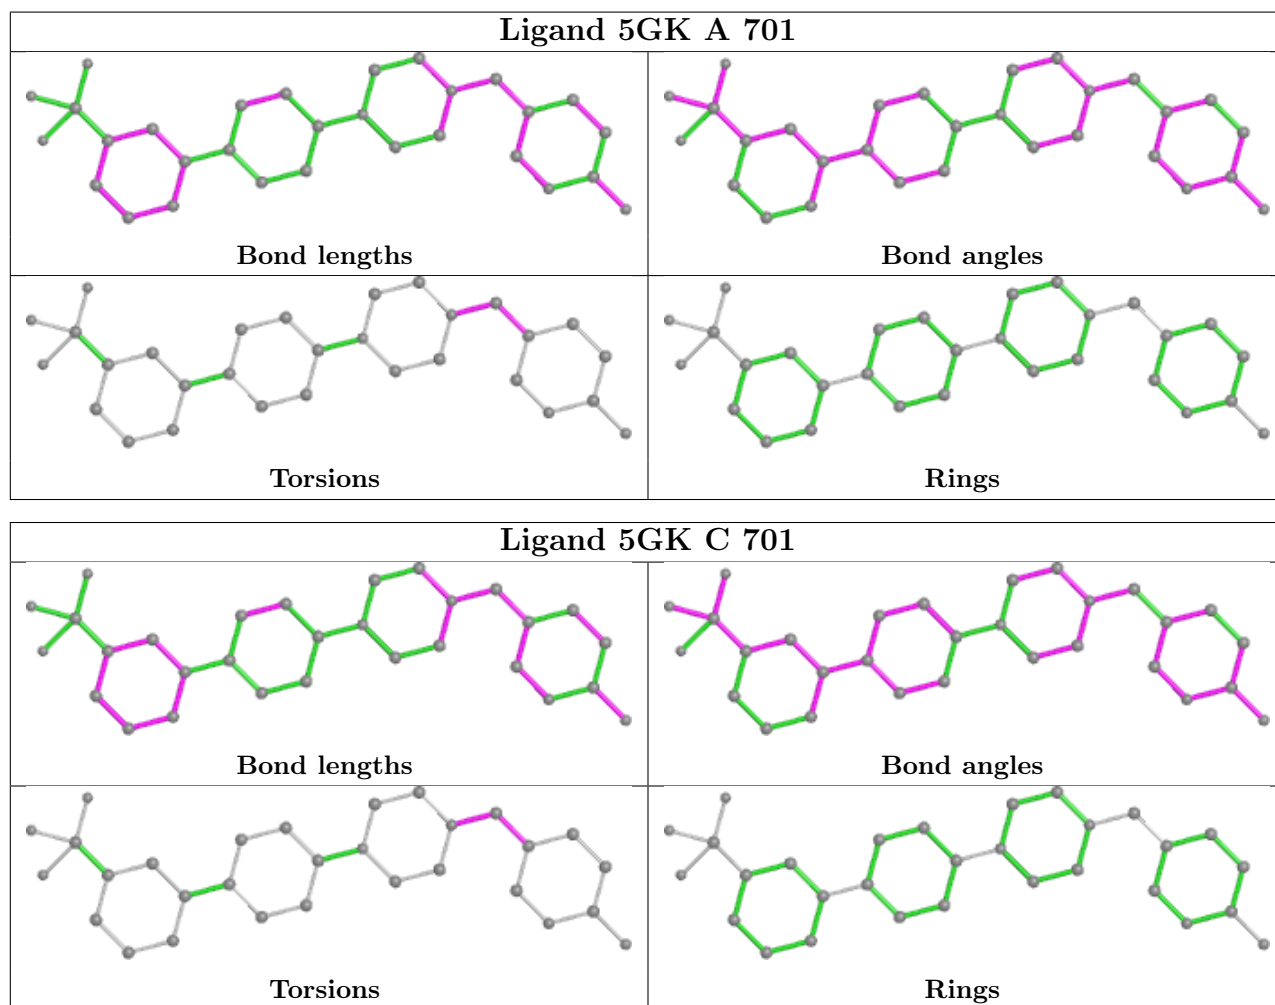 Ligand 5GK A 701
Bond lengths
Bond angles
Torsions
Rings
Ligand 5GK C 701
Bond lengths
Bond angles
Torsions
Rings